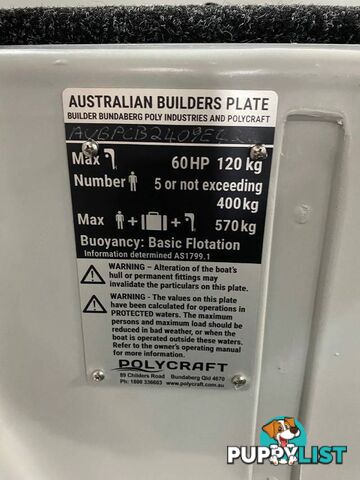 AUSTRALIAN BUILDERS PLATE
BUILDER BUNDABERG POLY INDUSTRIES AND POLYCRAFT
Max 60HP 120 kg
Number 5 or not exceeding
400kg
Max + + 570kg
Buoyancy: Basic Flotation
Information determined AS1799.1
WARNING – Alteration of the boat's
hull or permanent fittings may
invalidate the particulars on this plate.
WARNING - The values on this plate
have been calculated for operations in
PROTECTED waters. The maximum
persons and maximum load should be
reduced in bad weather, or when the
boat is operated outside these waters.
Refer to the owner's operating manual
for more information.
POLYCRAFT
89 Childers Road Bundaberg Qld 4670
Ph: 1800 336603 www.polycraft.com.au
PUPPYLIST